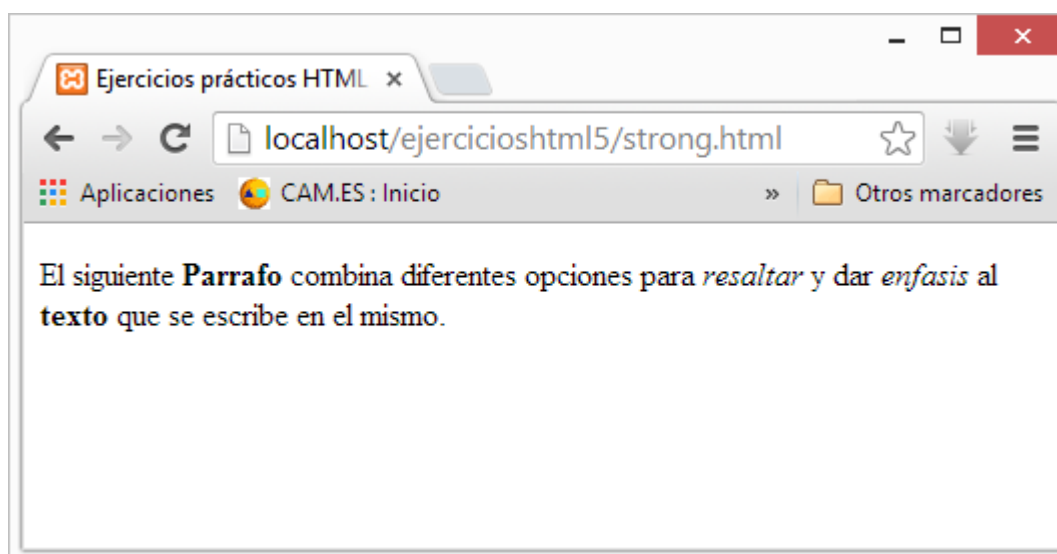 Ejercicios prácticos HTML
localhost/ejercicioshtml5/strong.html
Aplicaciones CAM.ES : Inicio » Otros marcadores
El siguiente Parrafo combina diferentes opciones para resaltar y dar enfasis al
texto que se escribe en el mismo.